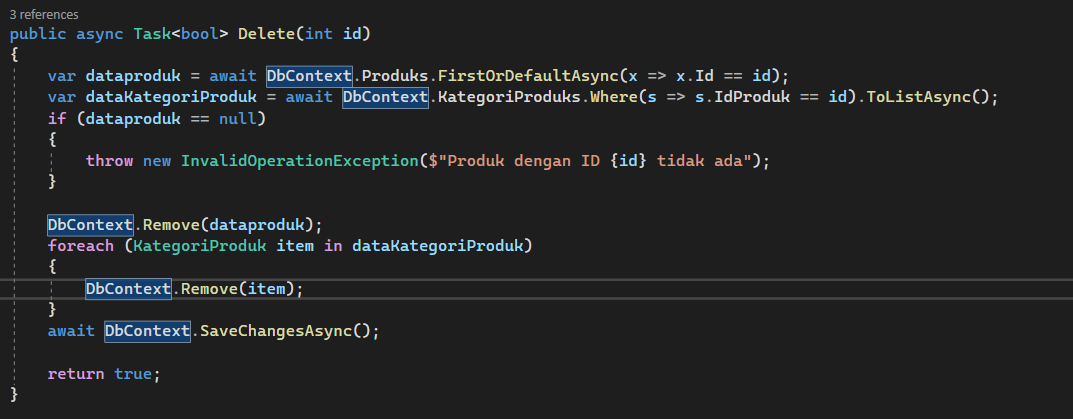 3 references
public async Task<bool> Delete(int id)
{
    var dataproduk = await DbContext.Produks.FirstOrDefaultAsync(x => x.Id == id);
    var dataKategoriProduk = await DbContext.KategoriProduks.Where(s => s.IdProduk == id).ToListAsync();
    if (dataproduk == null)
    {
        throw new InvalidOperationException($"Produk dengan ID {id} tidak ada");
    }
    DbContext.Remove(dataproduk);
    foreach (KategoriProduk item in dataKategoriProduk)
    {
        DbContext.Remove(item);
    }
    await DbContext.SaveChangesAsync();
    return true;
}